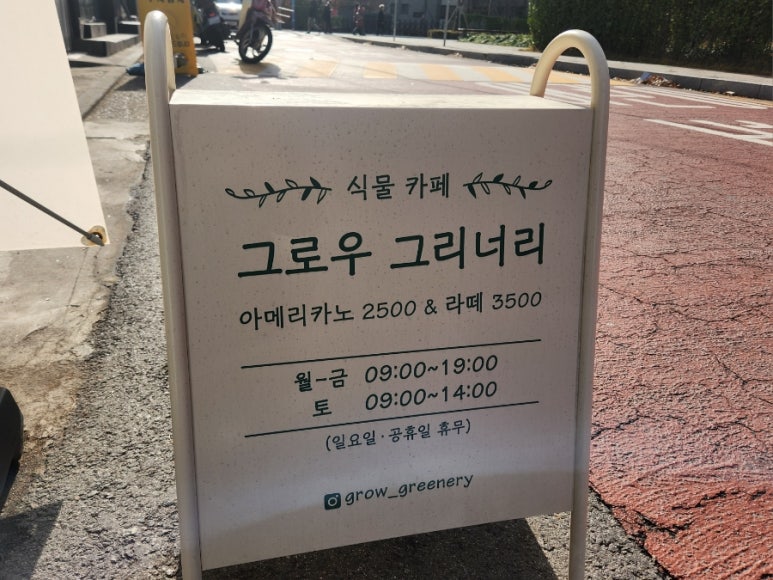 식물 카페
그로우 그리너리
아메리카노 2500 & 라떼 3500
월-금 09:00~19:00
토 09:00~14:00
(일요일·공휴일 휴무)
grow_greenery